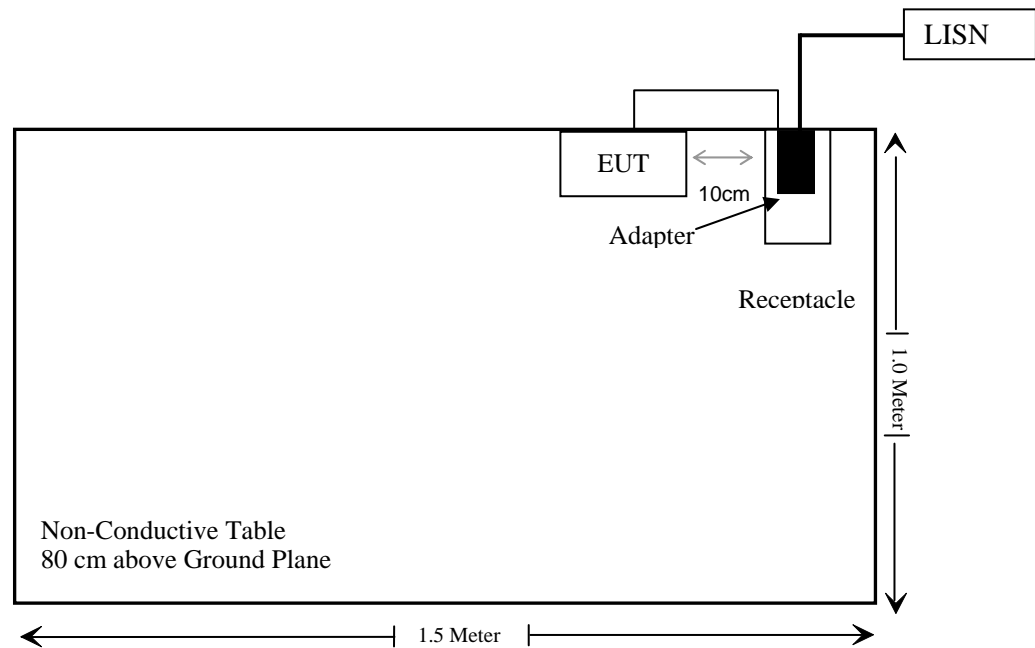 LISN
EUT
10cm
Adapter
Receptacle
1.0 Meter
Non-Conductive Table
80 cm above Ground Plane
1.5 Meter